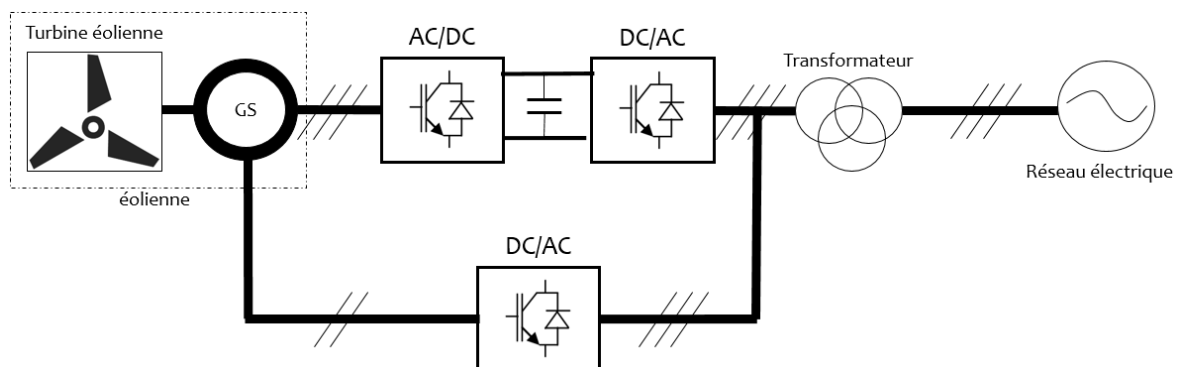 Turbine éolienne
GS
éolienne
AC/DC
DC/AC
Transformateur
Réseau électrique
DC/AC